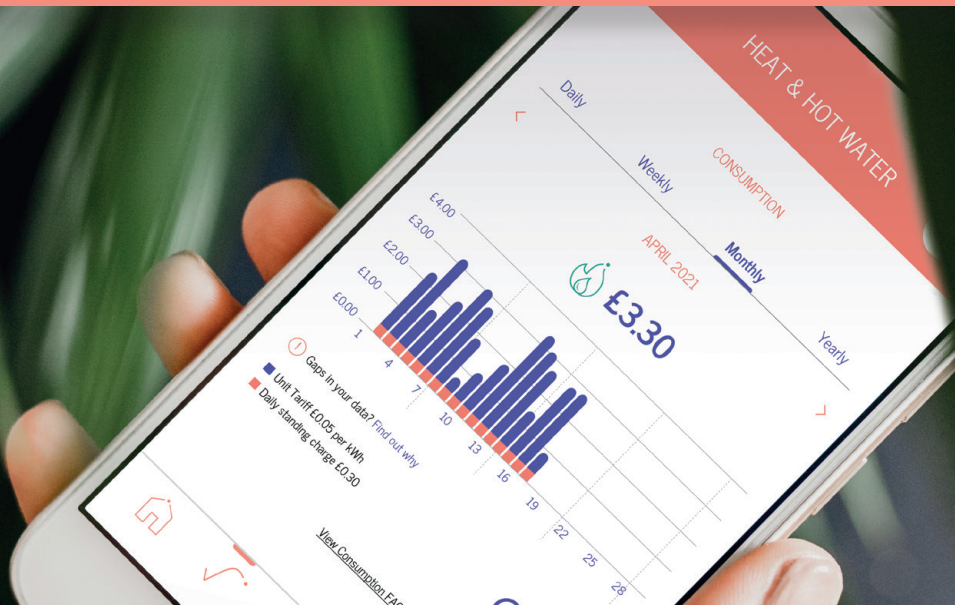 HEAT & HOT WATER
CONSUMPTION
Daily
Weekly
Monthly
Yearly
APRIL 2021
£3.30
£4.00
£3.00
£2.00
£1.00
£0.00
1
4
7
10
13
16
19
22
25
28
Gaps in your data? Find out why
Unit Tariff £0.05 per kWh
Daily standing charge £0.30
View Consumption FAQ